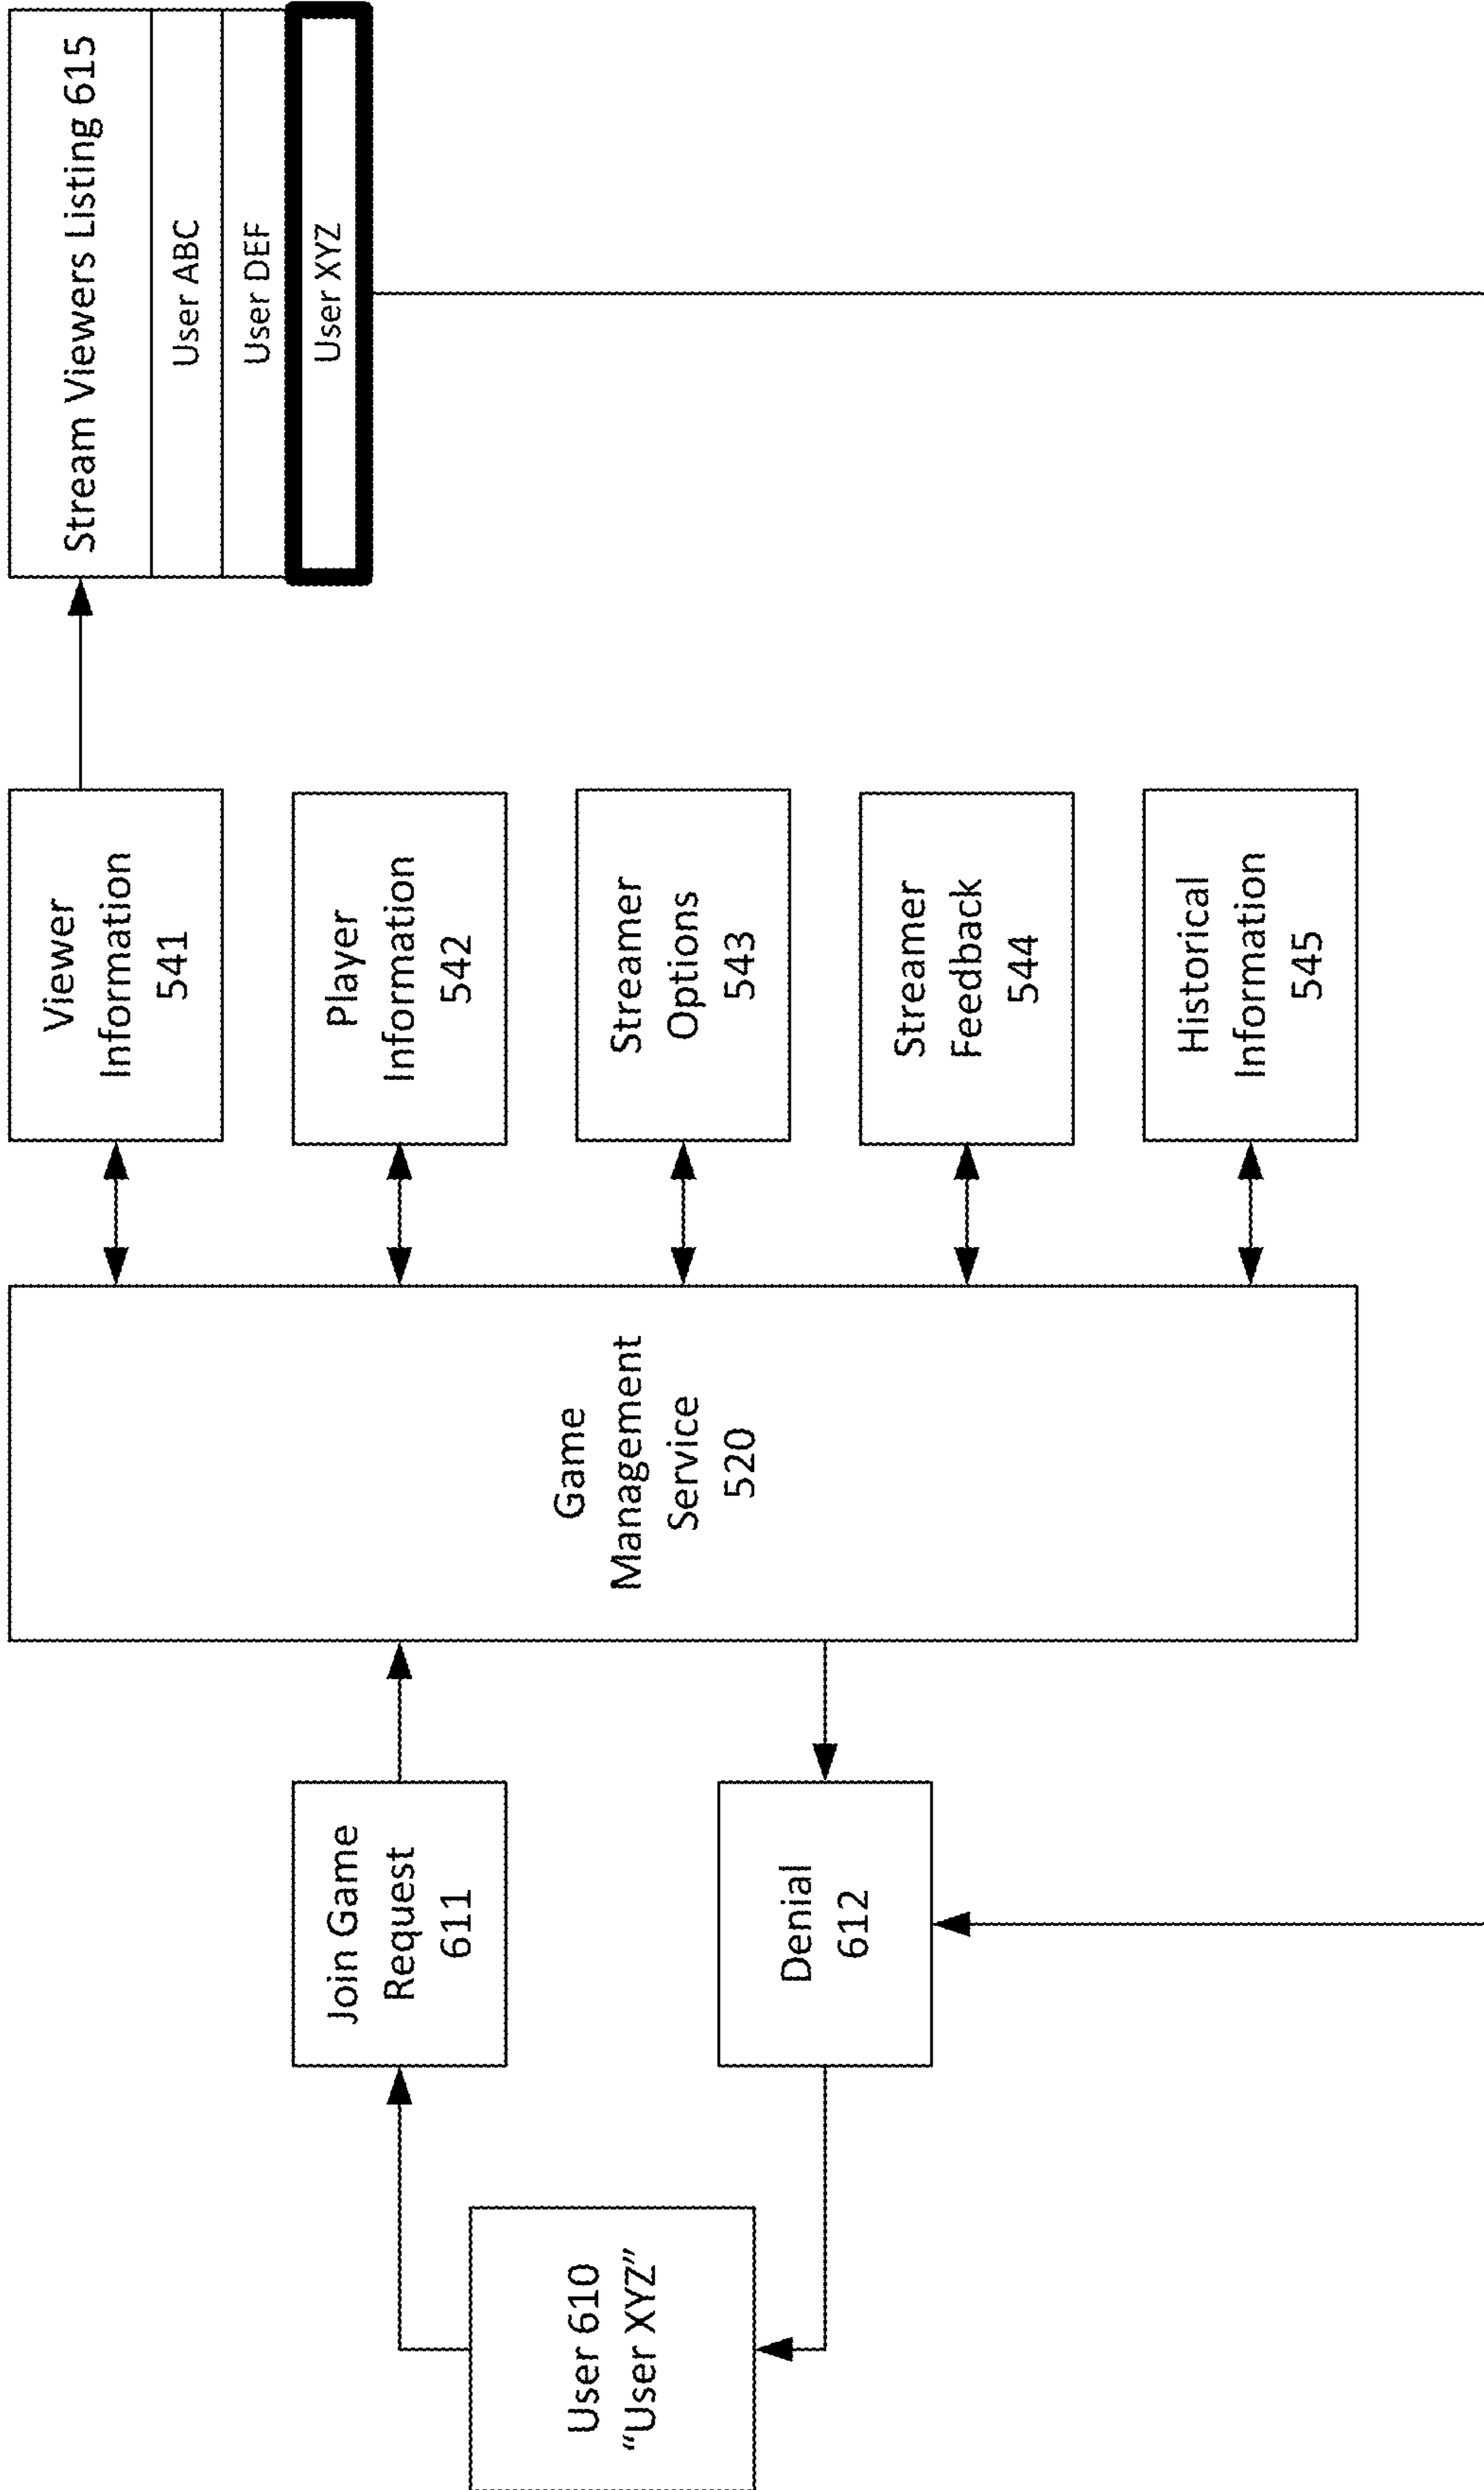 User 610
“User XYZ”
Join Game
Request
611
Denial
612
Game
Management
Service
520
Viewer
Information
541
Player
Information
542
Streamer
Options
543
Streamer
Feedback
544
Historical
Information
545
Stream Viewers Listing 615
User ABC
User DEF
User XYZ